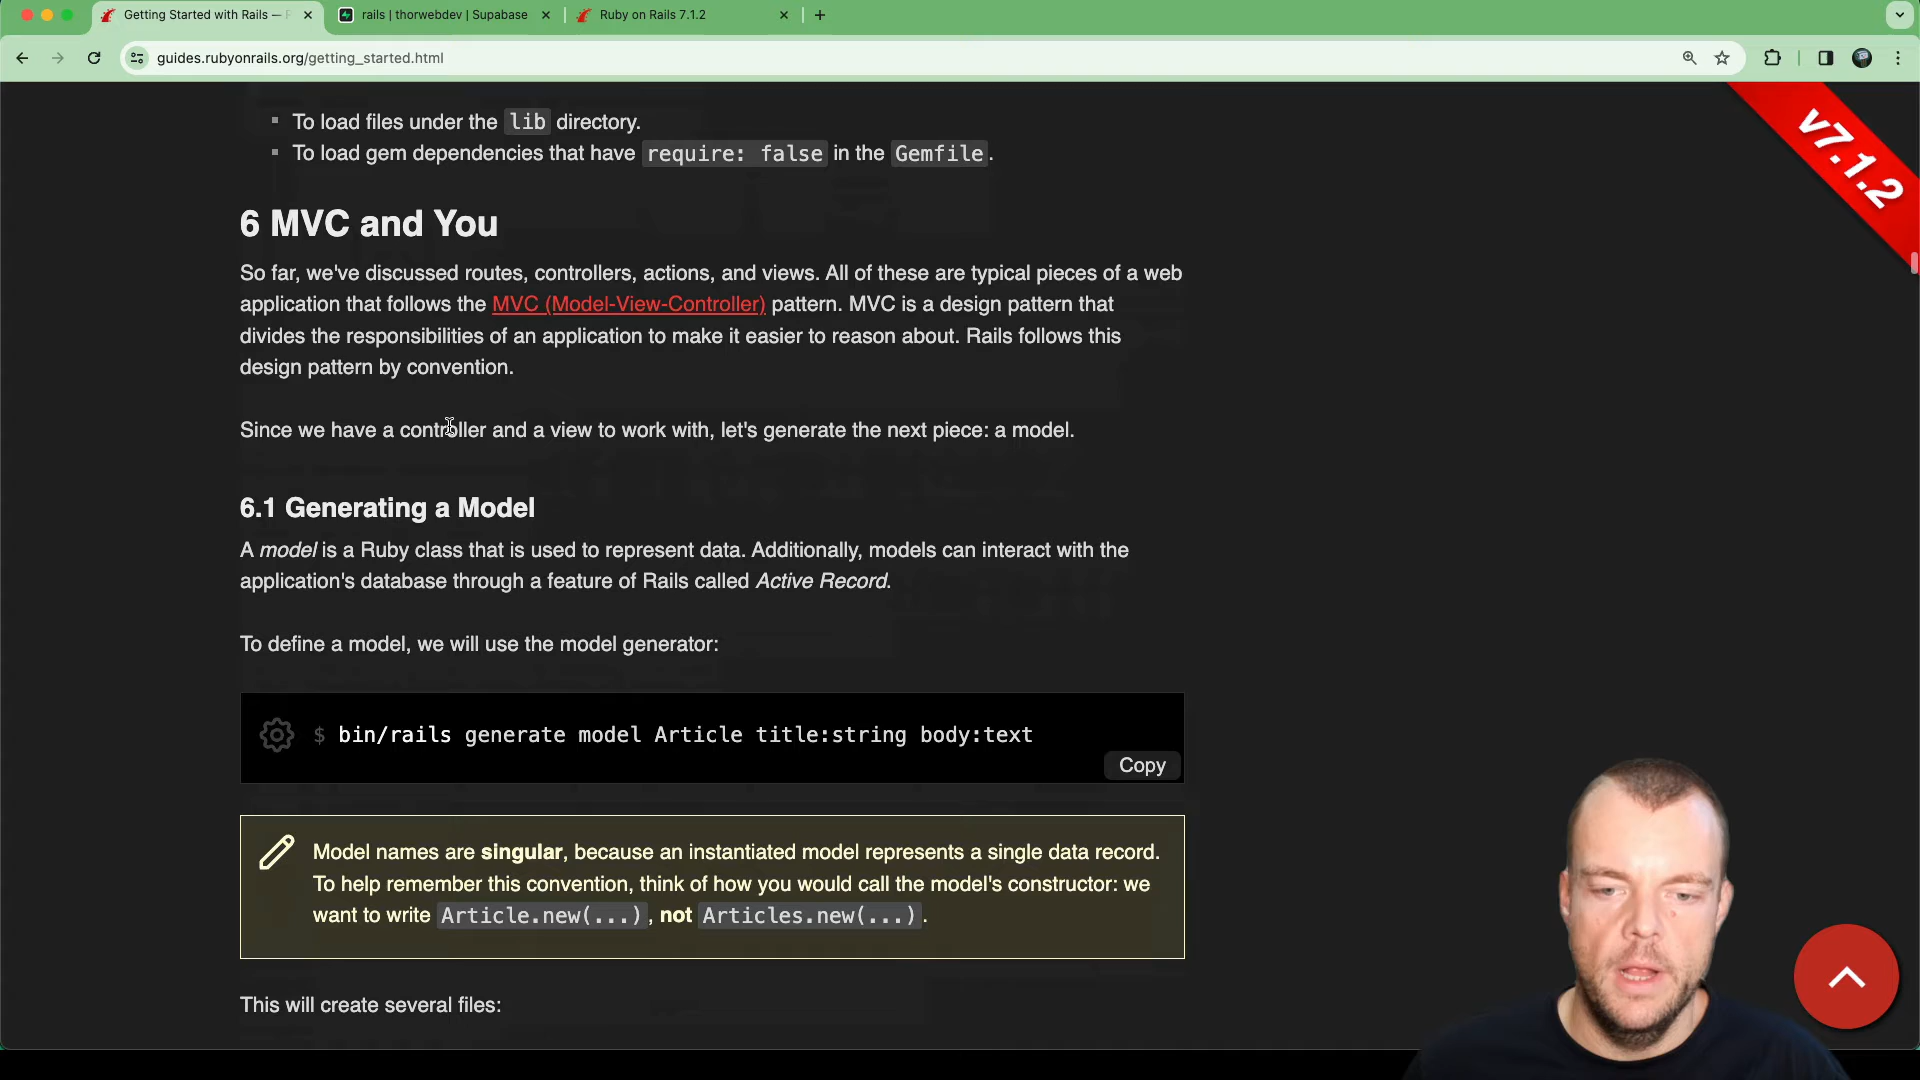 Getting Started with Rails —
rails | thorwebdev | Supabase
Ruby on Rails 7.1.2
guides.rubyonrails.org/getting_started.html
To load files under the lib directory.
To load gem dependencies that have require: false in the Gemfile.
v7.1.2
6 MVC and You
So far, we've discussed routes, controllers, actions, and views. All of these are typical pieces of a web
application that follows the MVC (Model-View-Controller) pattern. MVC is a design pattern that
divides the responsibilities of an application to make it easier to reason about. Rails follows this
design pattern by convention.
Since we have a controller and a view to work with, let's generate the next piece: a model.
6.1 Generating a Model
A model is a Ruby class that is used to represent data. Additionally, models can interact with the
application's database through a feature of Rails called Active Record.
To define a model, we will use the model generator:
$ bin/rails generate model Article title:string body:text
Copy
Model names are singular, because an instantiated model represents a single data record.
To help remember this convention, think of how you would call the model's constructor: we
want to write Article.new(...), not Articles.new(...).
This will create several files: